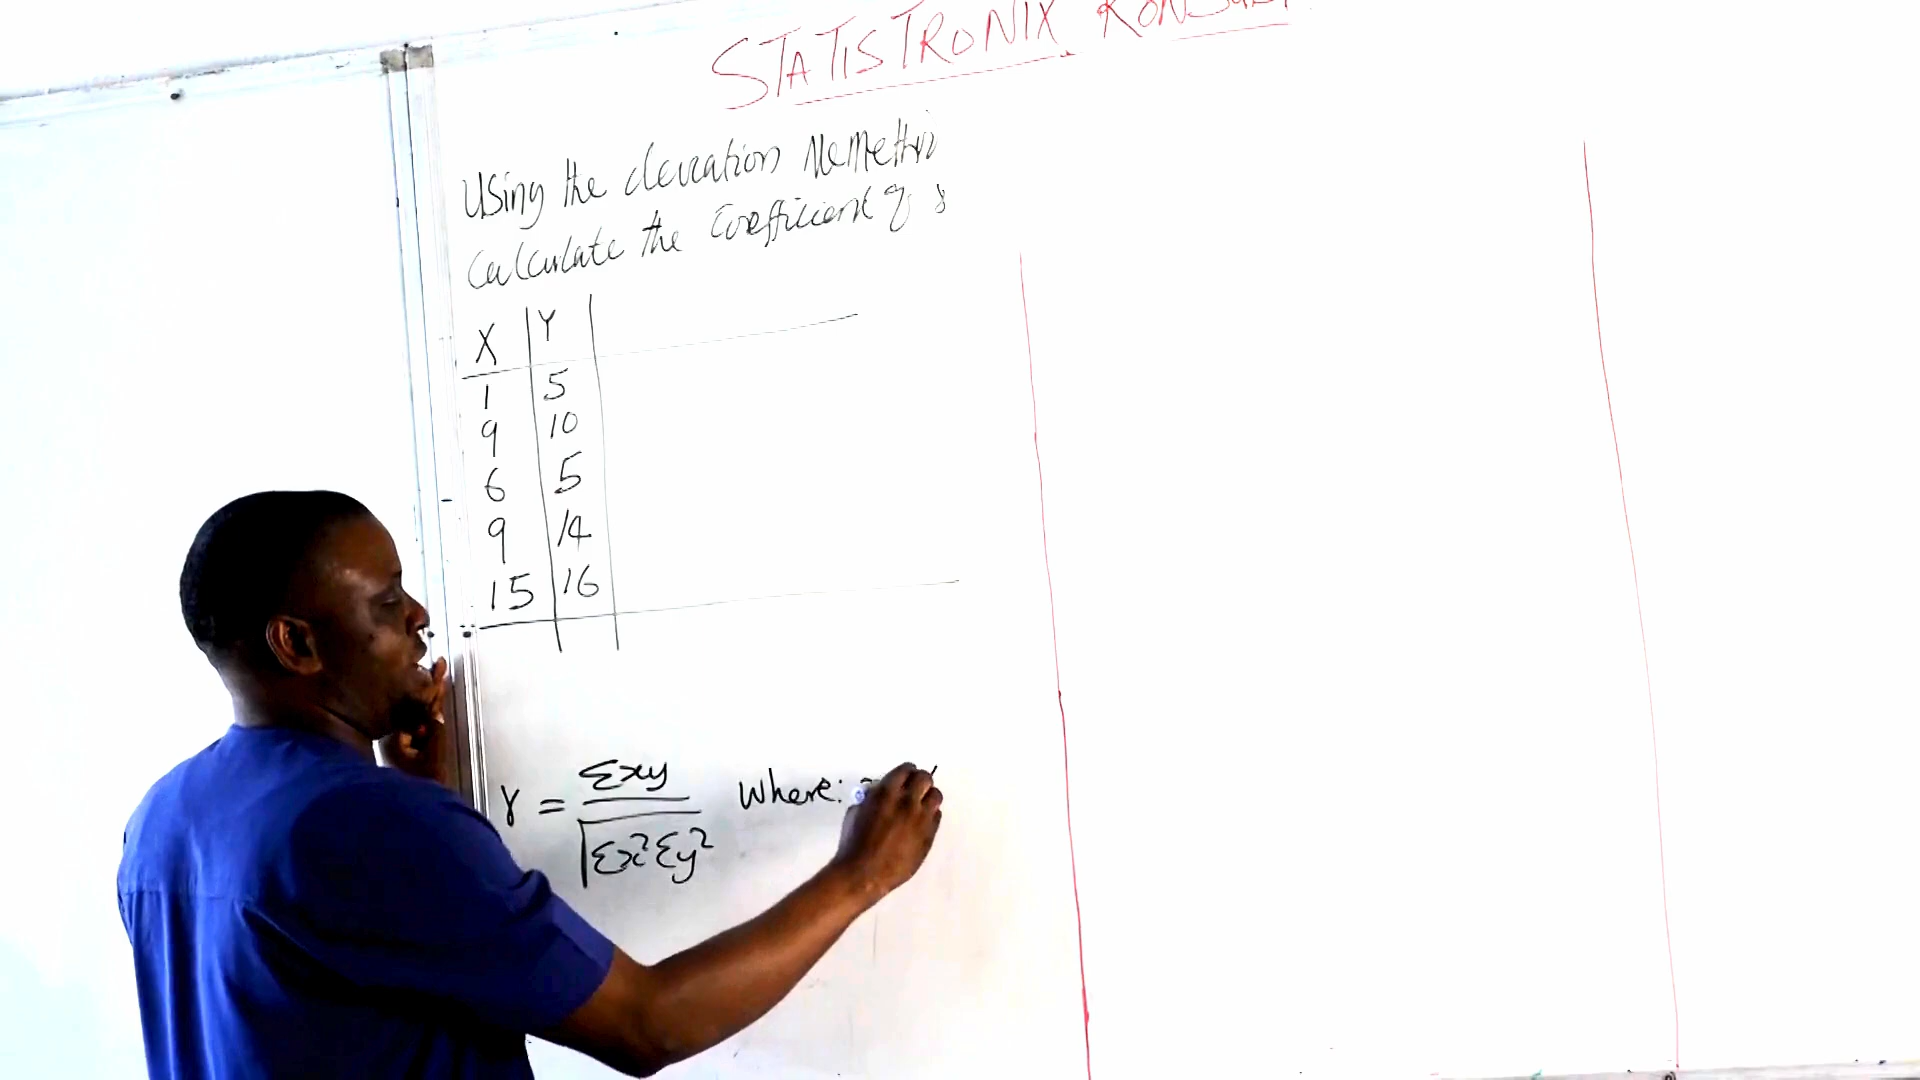 STATISTRONIX KONSULT
Using the deviation
Calculate the Coefficient of
X Y
1 5
9 10
6 5
9 14
15 16
r = Σxy / √Σx²Σy² Where: